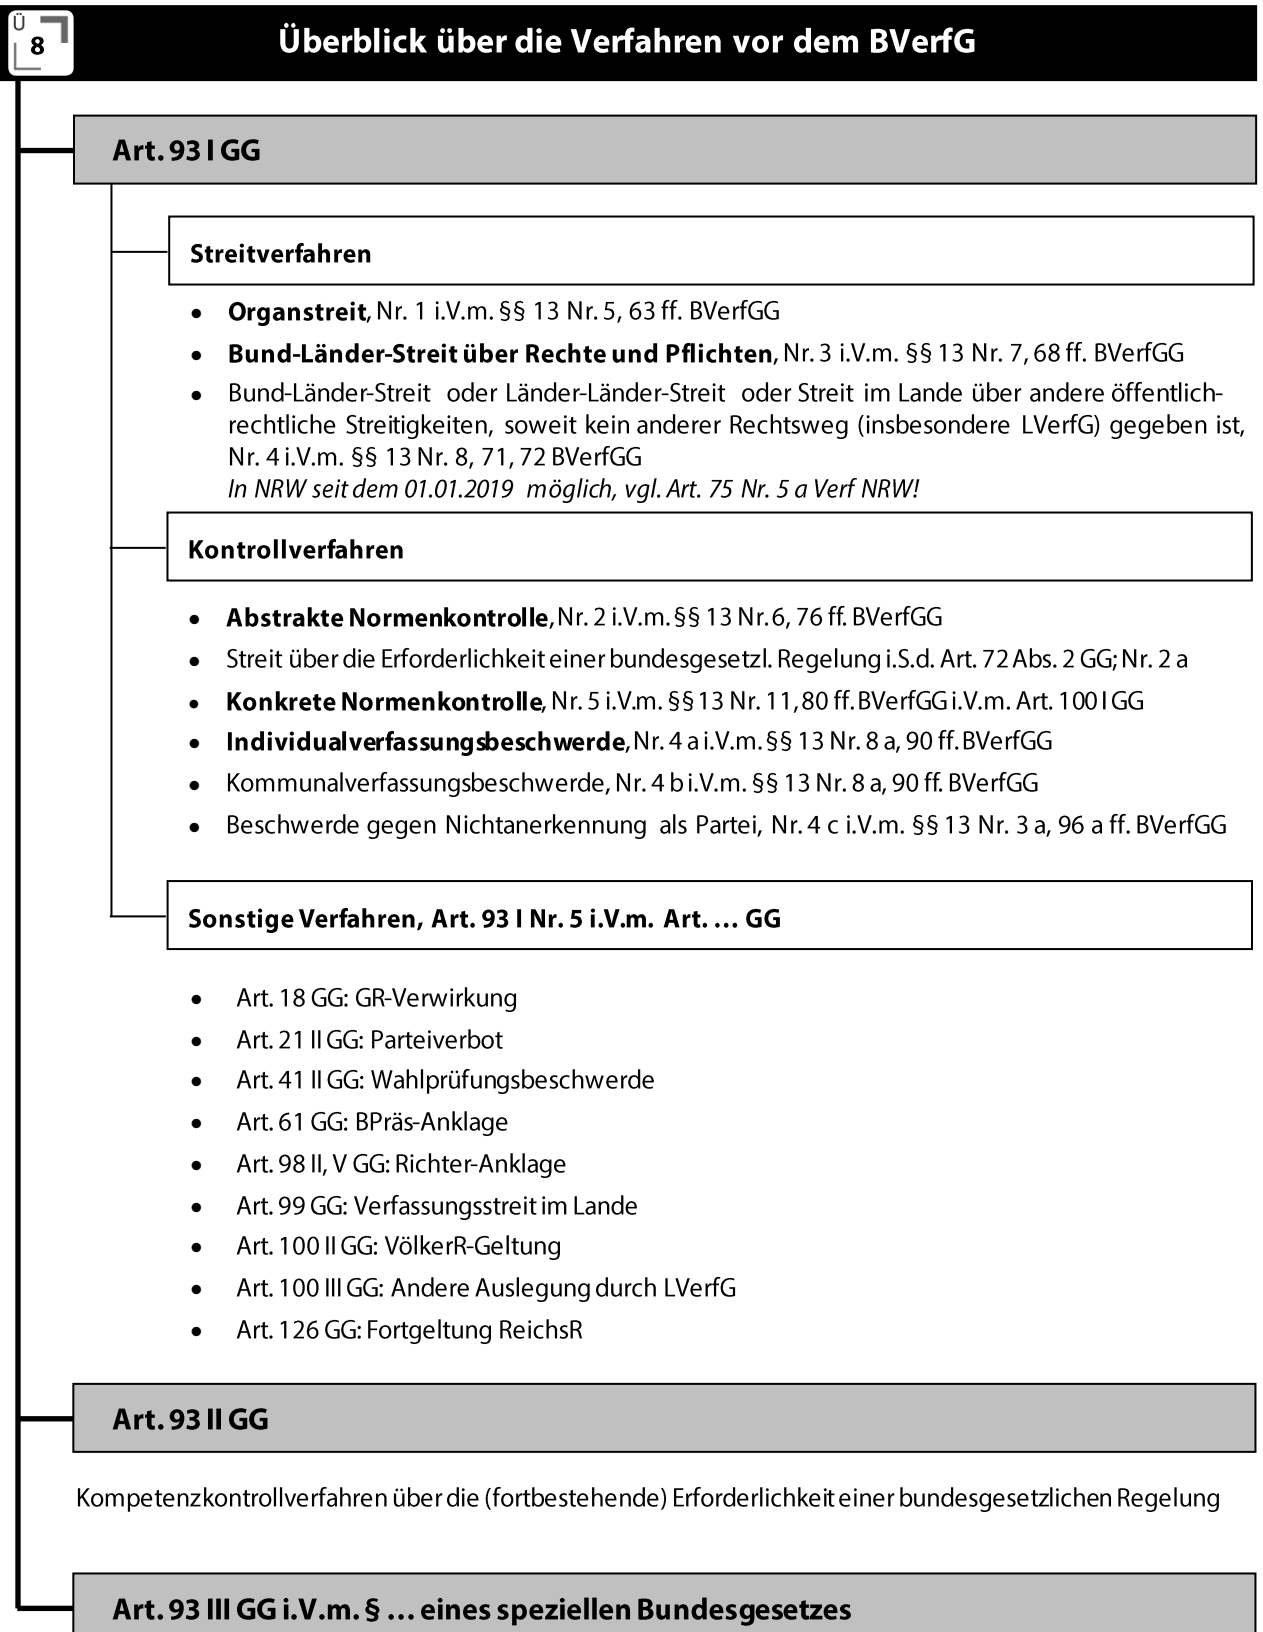 Ü
8
Überblick über die Verfahren vor dem BVerfG
Art. 93 I GG
Streitverfahren
• Organstreit, Nr. 1 i.V.m. §§ 13 Nr. 5, 63 ff. BVerfGG
• Bund-Länder-Streit über Rechte und Pflichten, Nr. 3 i.V.m. §§ 13 Nr. 7, 68 ff. BVerfGG
• Bund-Länder-Streit oder Länder-Länder-Streit oder Streit im Lande über andere öffentlich-
rechtliche Streitigkeiten, soweit kein anderer Rechtsweg (insbesondere LVerfG) gegeben ist,
Nr. 4 i.V.m. §§ 13 Nr. 8, 71, 72 BVerfGG
In NRW seit dem 01.01.2019 möglich, vgl. Art. 75 Nr. 5 a Verf NRW!
Kontrollverfahren
• Abstrakte Normenkontrolle, Nr. 2 i.V.m. §§ 13 Nr. 6, 76 ff. BVerfGG
• Streit über die Erforderlichkeit einer bundesgesetzl. Regelung i.S.d. Art. 72 Abs. 2 GG; Nr. 2 a
• Konkrete Normenkontrolle, Nr. 5 i.V.m. §§ 13 Nr. 11, 80 ff. BVerfGG i.V.m. Art. 100 I GG
• Individualverfassungsbeschwerde, Nr. 4 a i.V.m. §§ 13 Nr. 8 a, 90 ff. BVerfGG
• Kommunalverfassungsbeschwerde, Nr. 4 b i.V.m. §§ 13 Nr. 8 a, 90 ff. BVerfGG
• Beschwerde gegen Nichtanerkennung als Partei, Nr. 4 c i.V.m. §§ 13 Nr. 3 a, 96 a ff. BVerfGG
Sonstige Verfahren, Art. 93 I Nr. 5 i.V.m. Art. ... GG
• Art. 18 GG: GR-Verwirkung
• Art. 21 II GG: Parteiverbot
• Art. 41 II GG: Wahlprüfungsbeschwerde
• Art. 61 GG: BPräs-Anklage
• Art. 98 II, V GG: Richter-Anklage
• Art. 99 GG: Verfassungsstreit im Lande
• Art. 100 II GG: VölkerR-Geltung
• Art. 100 III GG: Andere Auslegung durch LVerfG
• Art. 126 GG: Fortgeltung ReichsR
Art. 93 II GG
Kompetenzkontrollverfahren über die (fortbestehende) Erforderlichkeit einer bundesgesetzlichen Regelung
Art. 93 III GG i.V.m. § ... eines speziellen Bundesgesetzes